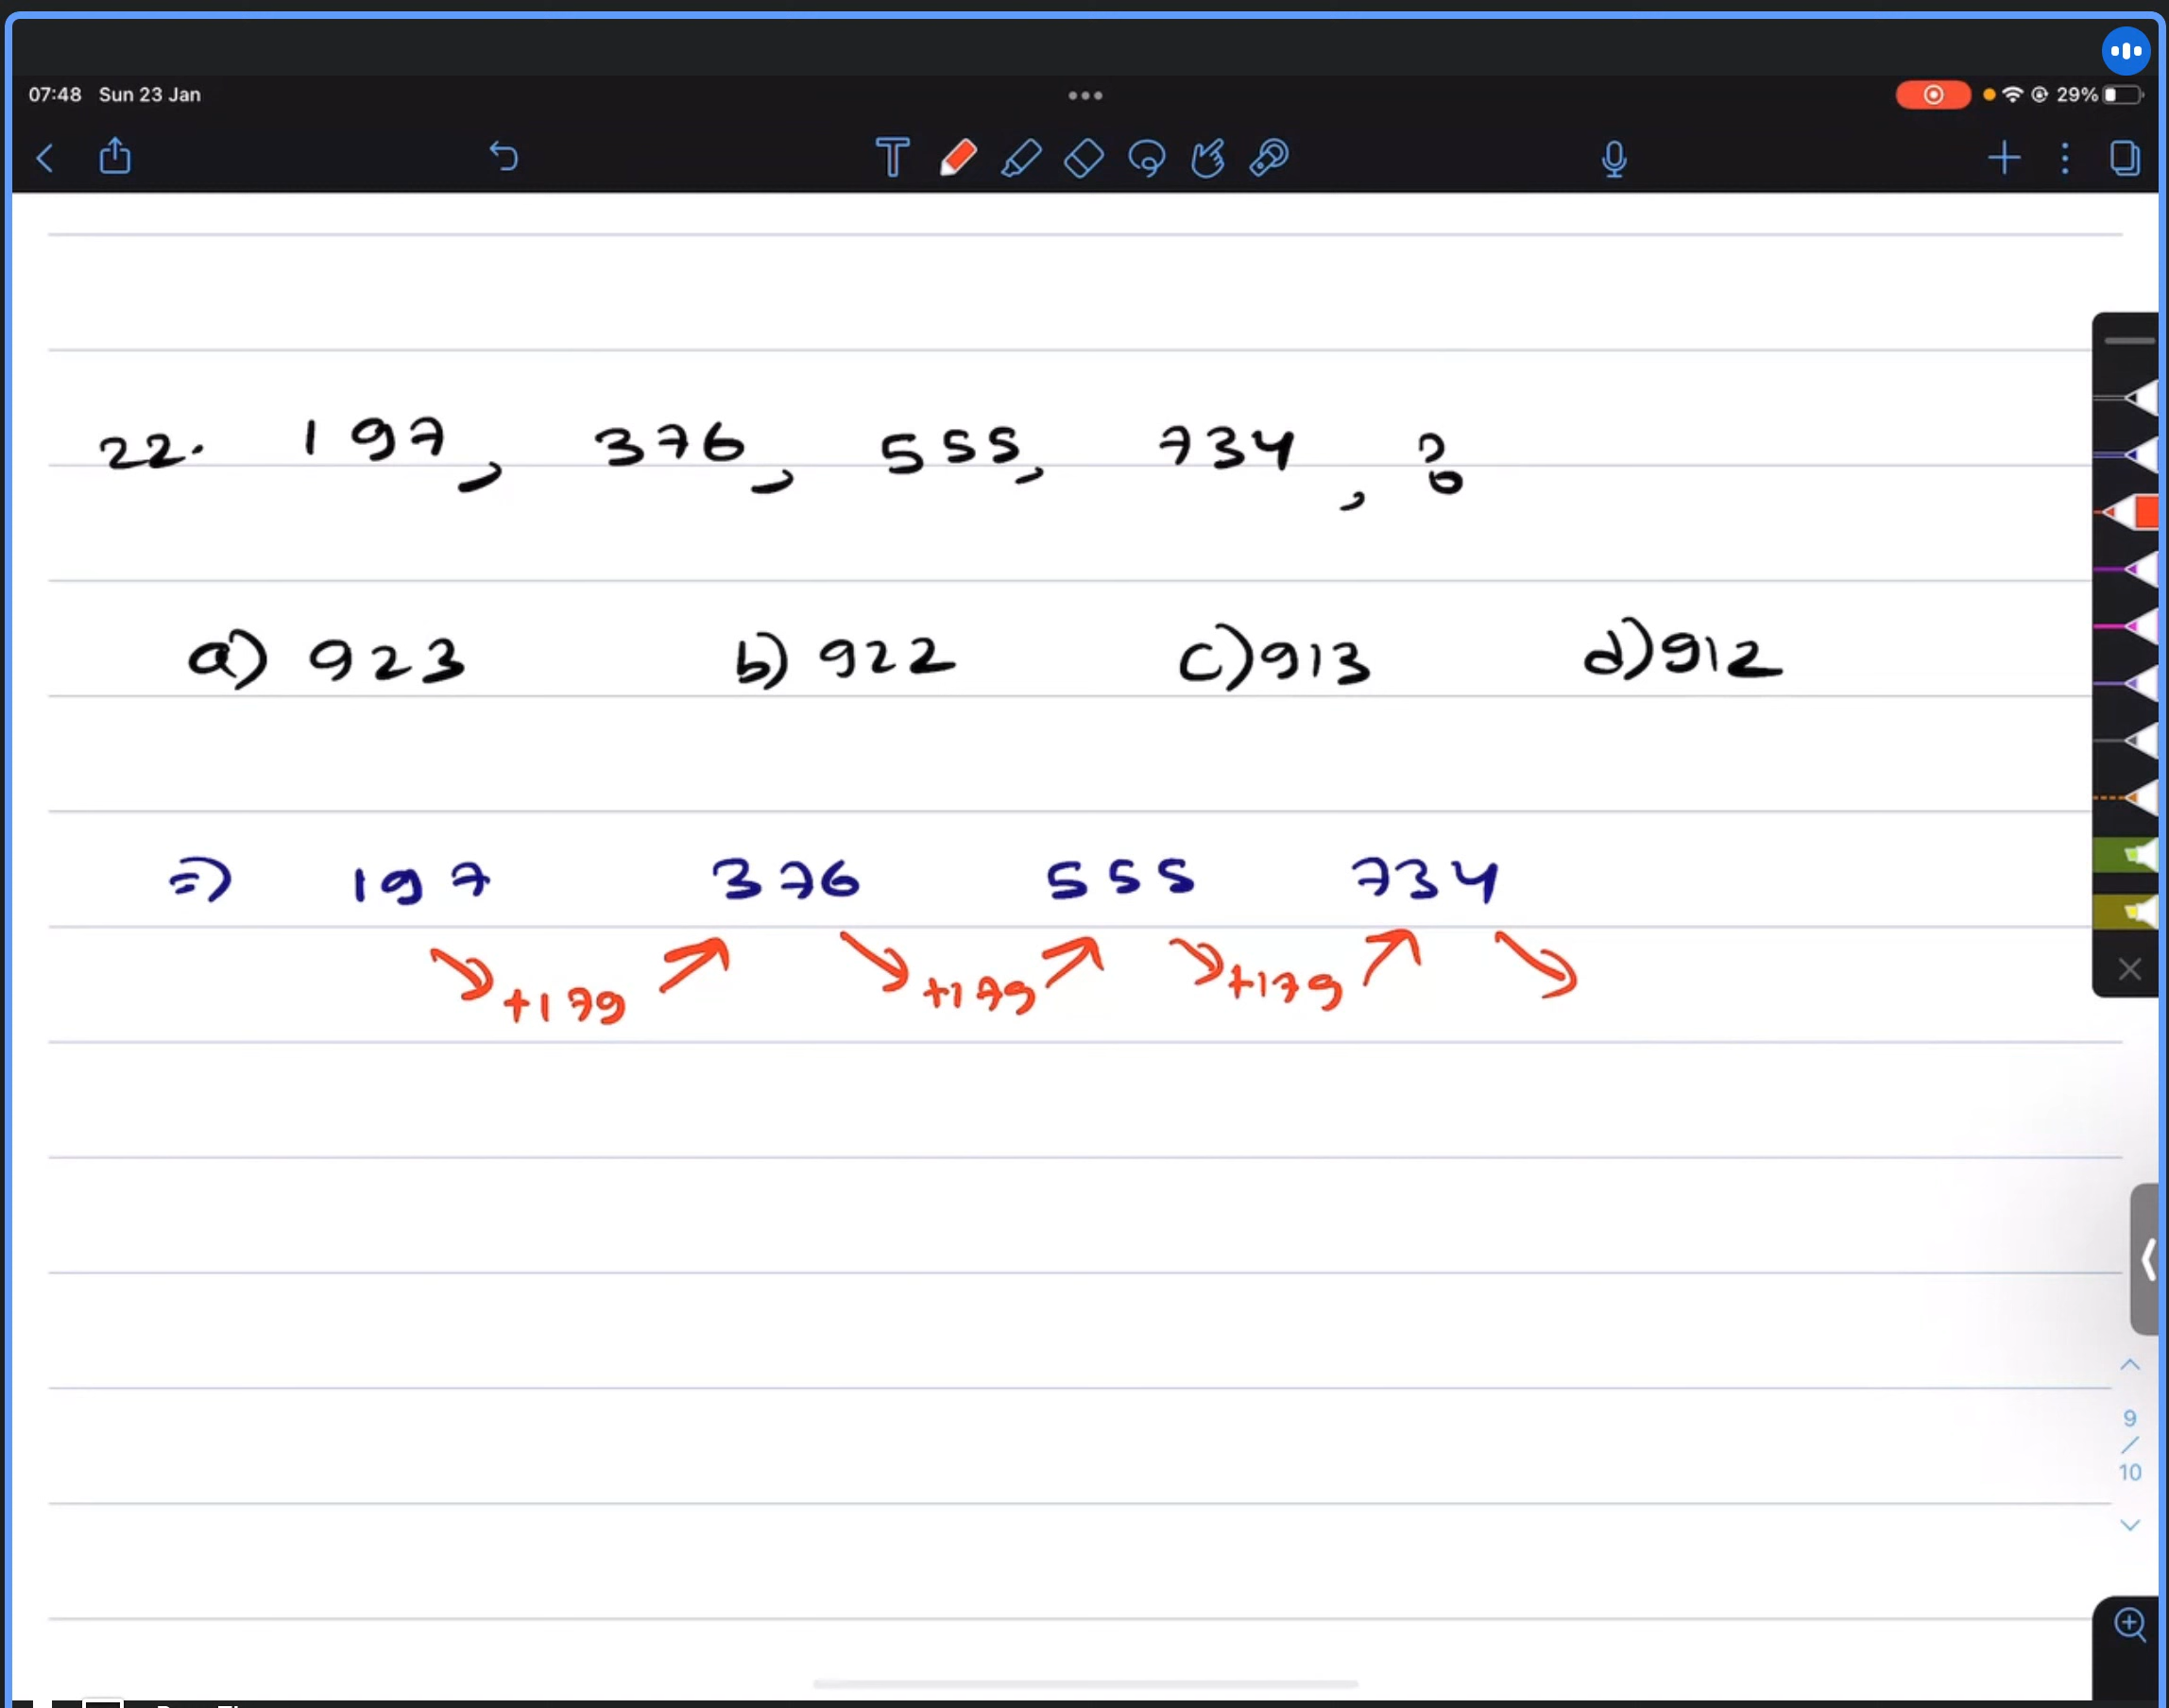 07:48 Sun 23 Jan 29%
22. 197, 376, 555, 734, ?
a) 923 b) 922 c) 913 d) 912
⇒ 197 376 555 734
+179 +179 +179
9
/
10